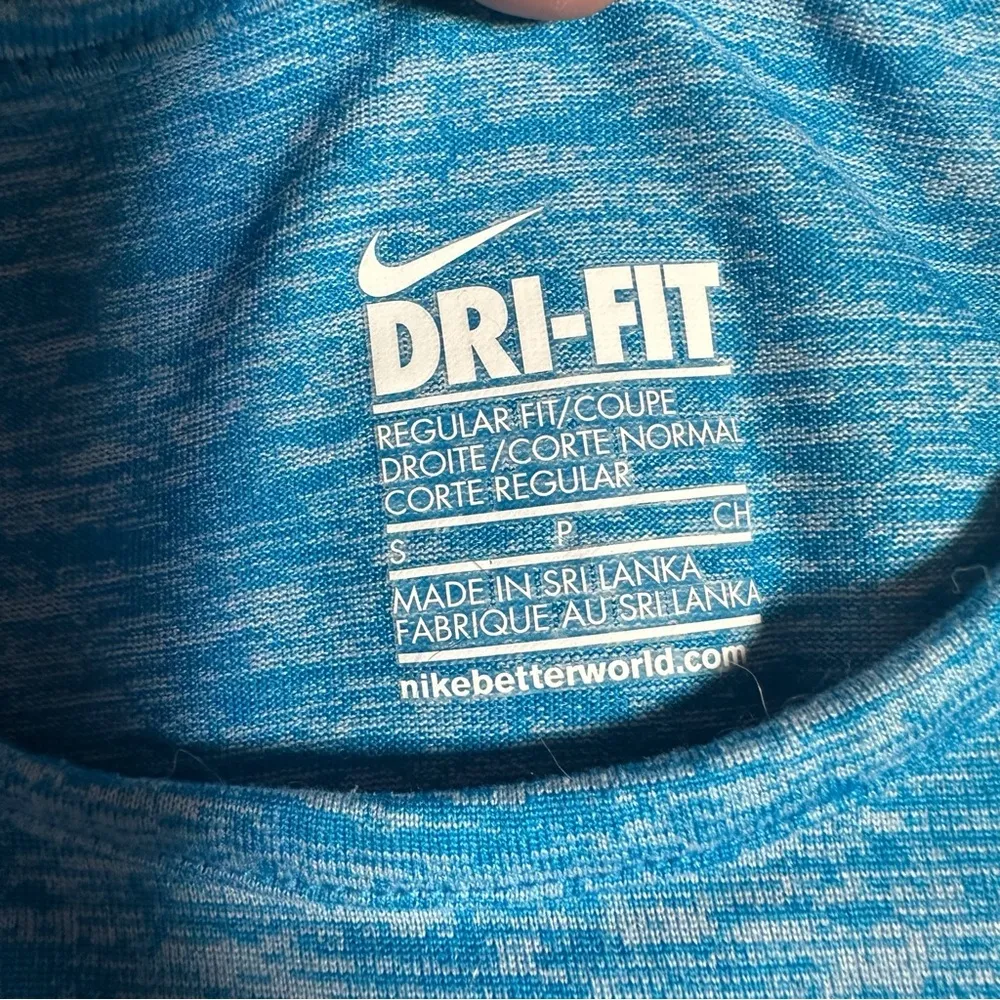 DRI-FIT
REGULAR FIT/COUPE
DROITE/CORTE NORMAL
CORTE REGULAR
S P CH
MADE IN SRI LANKA
FABRIQUE AU SRI LANKA
nikebetterworld.com